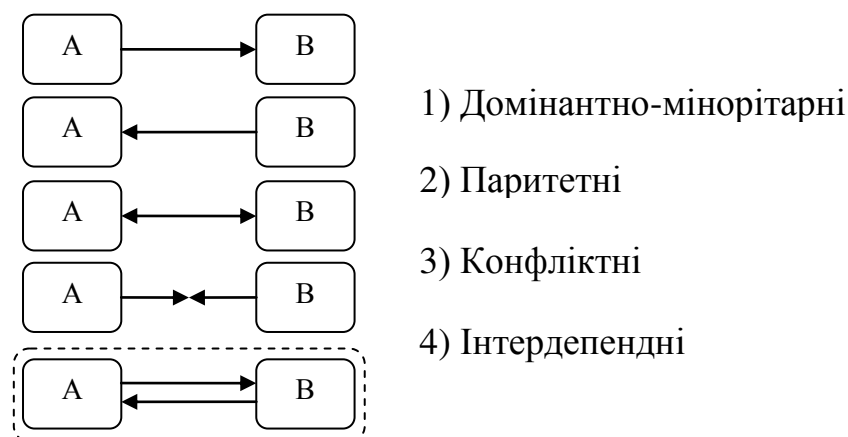 A B
A B
1) Домінантно-мінорітарні
2) Паритетні
A B
3) Конфліктні
A B
4) Інтердепендні
A B